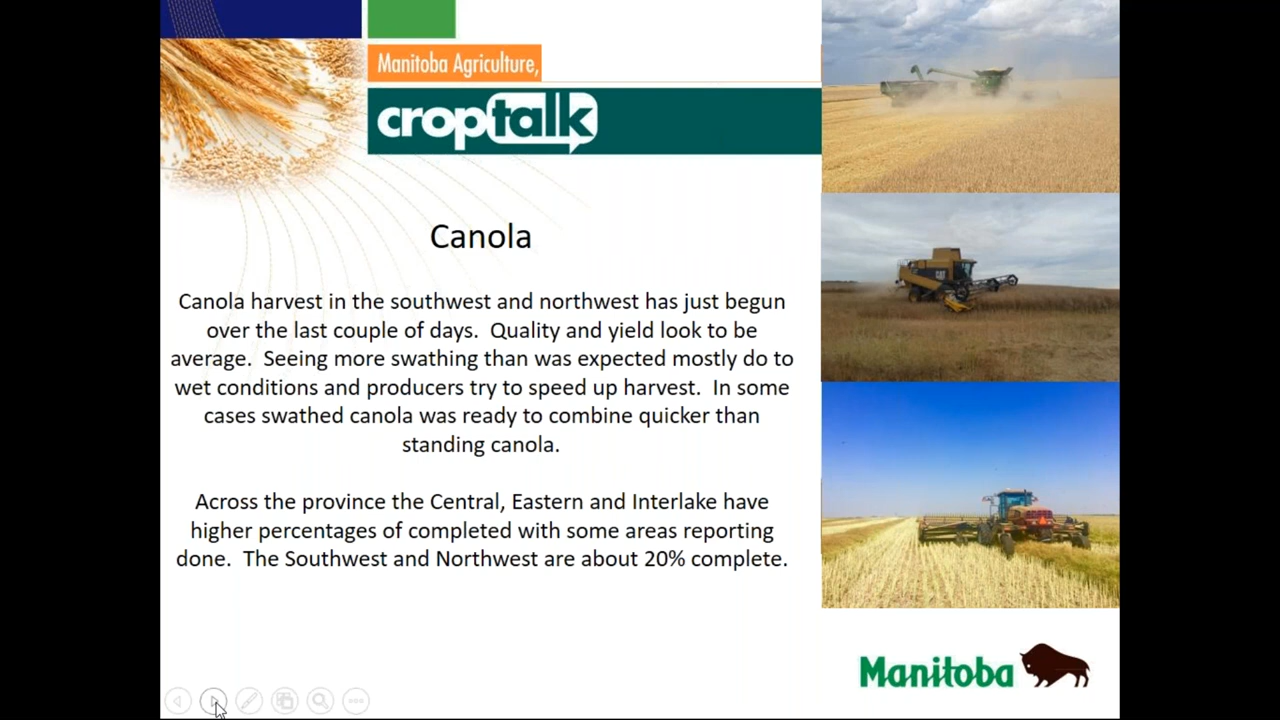 Manitoba Agriculture,
croptalk
Canola
Canola harvest in the southwest and northwest has just begun
over the last couple of days.  Quality and yield look to be
average.  Seeing more swathing than was expected mostly do to
wet conditions and producers try to speed up harvest.  In some
cases swathed canola was ready to combine quicker than
standing canola.
Across the province the Central, Eastern and Interlake have
higher percentages of completed with some areas reporting
done.  The Southwest and Northwest are about 20% complete.
CAT
Manitoba